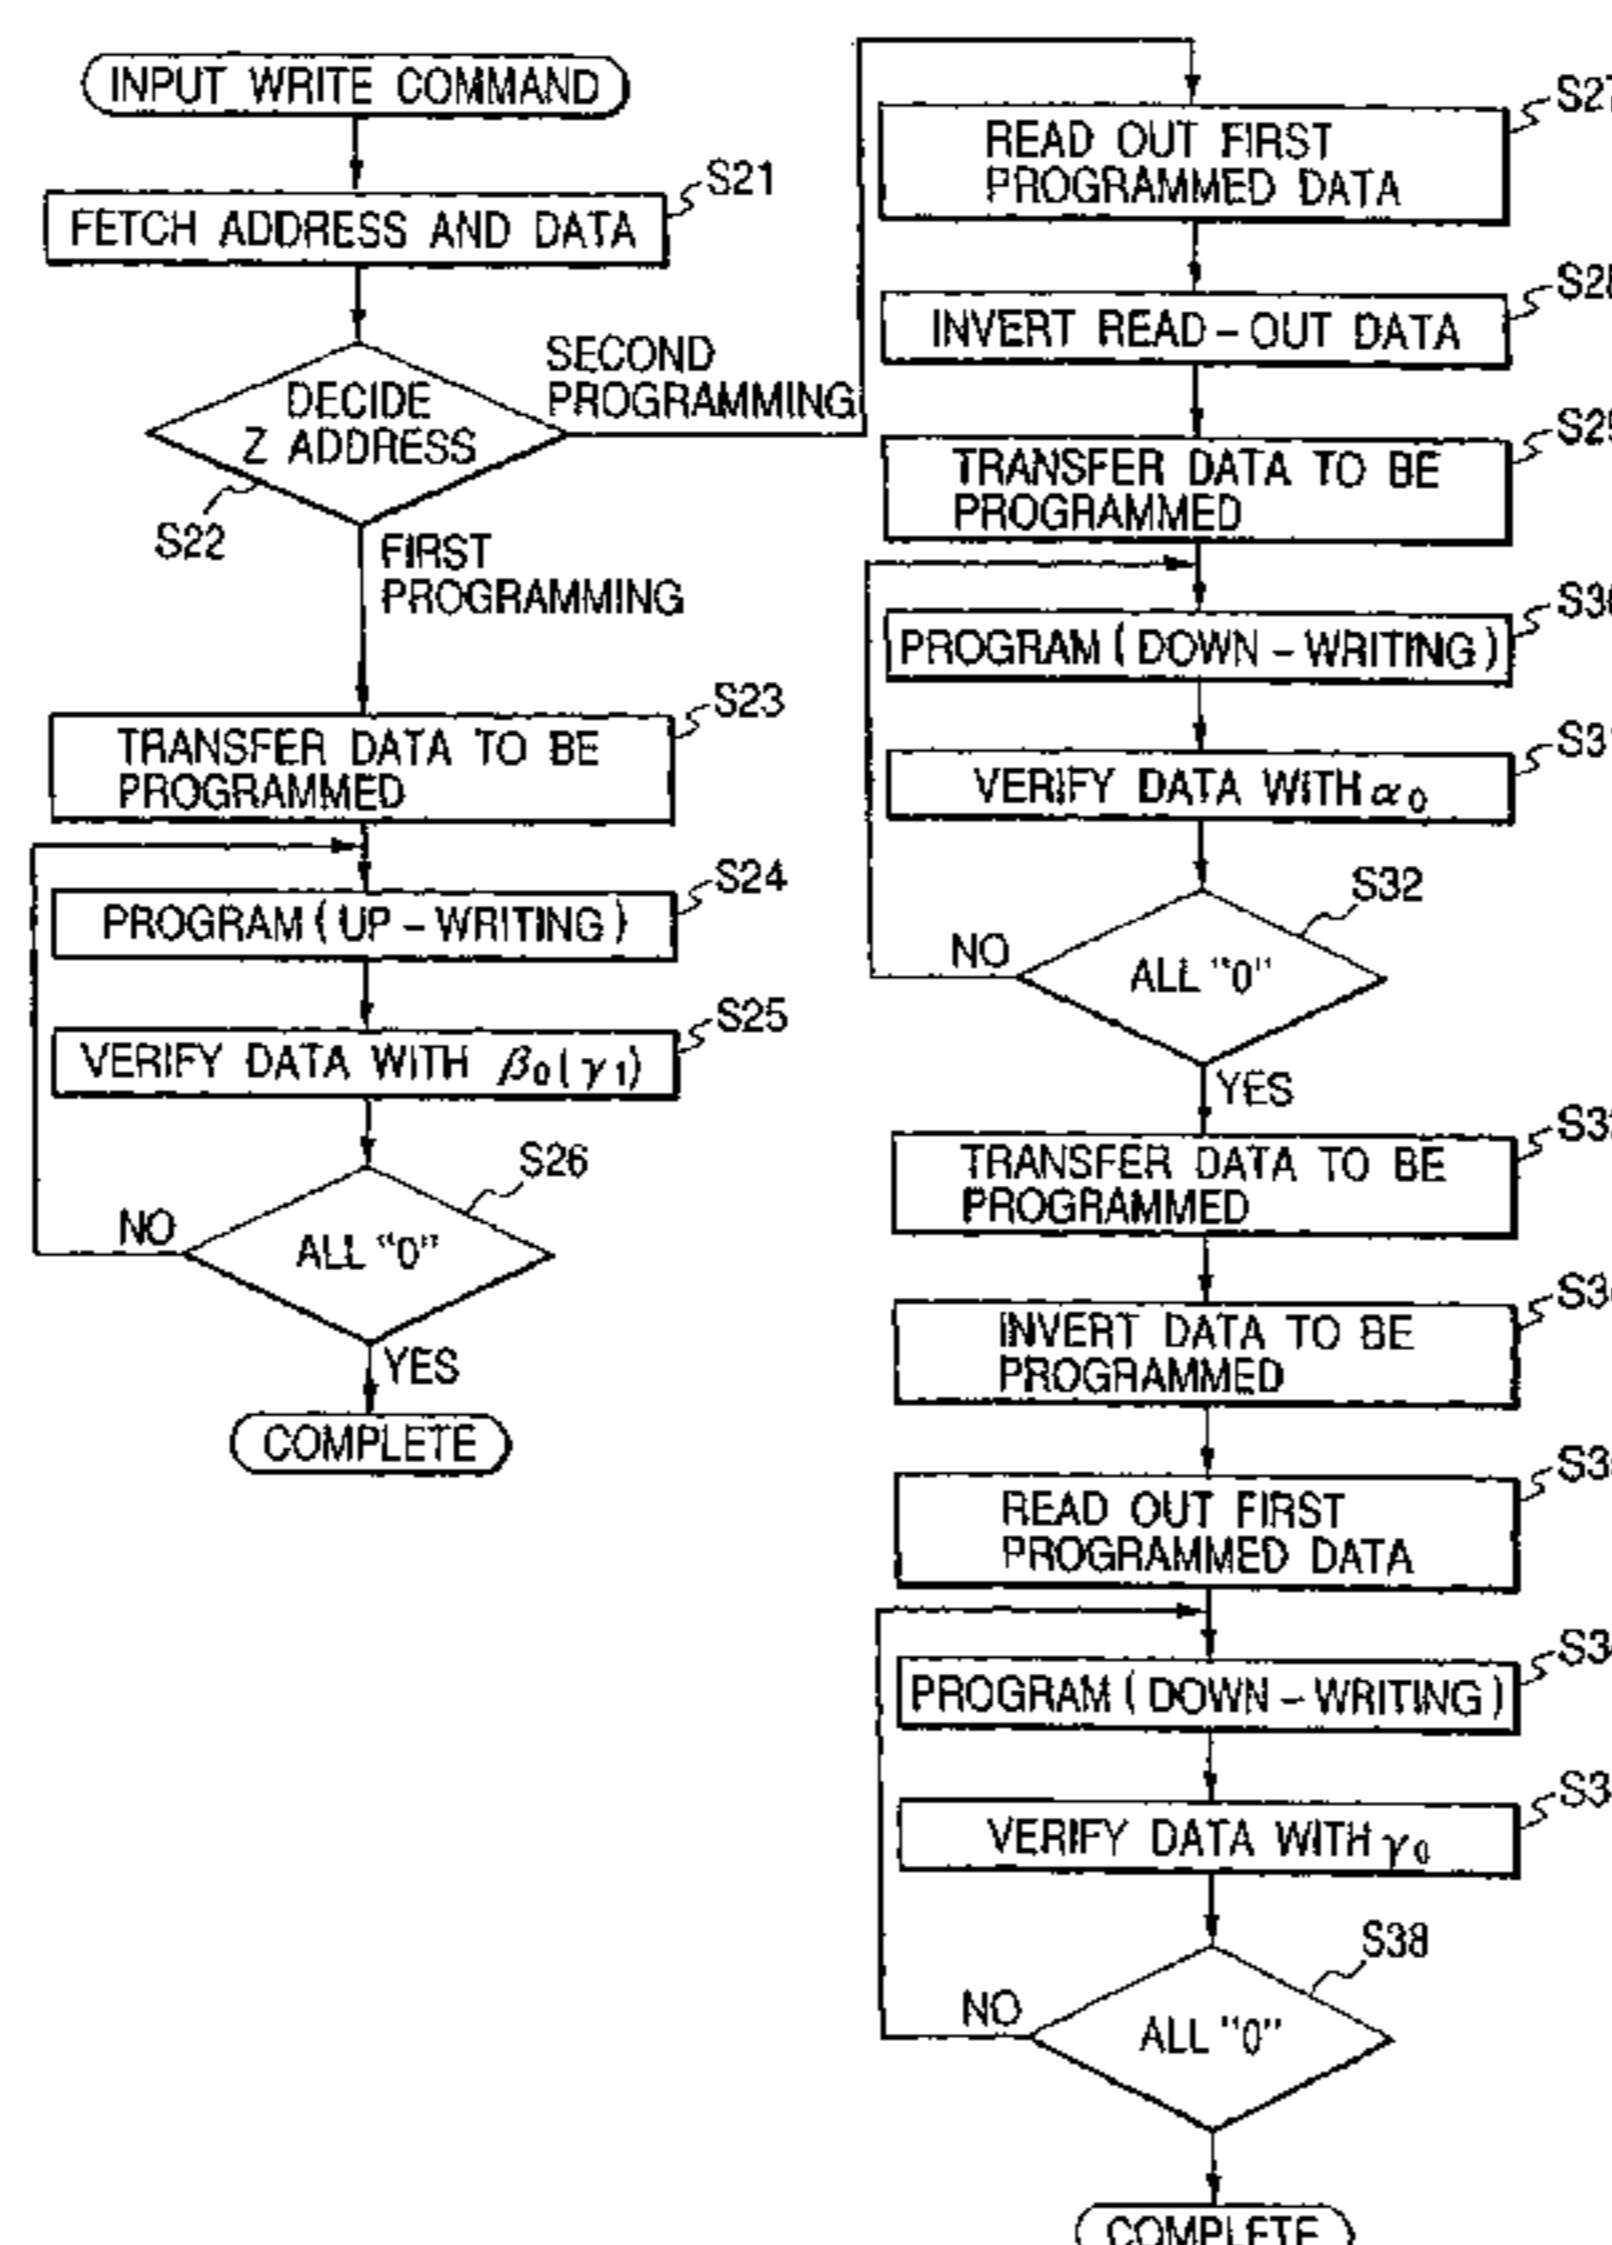 INPUT WRITE COMMAND
S21
FETCH ADDRESS AND DATA
DECIDE
Z ADDRESS
S22
SECOND
PROGRAMMING
FIRST
PROGRAMMING
S23
TRANSFER DATA TO BE
PROGRAMMED
S24
PROGRAM (UP-WRITING)
S25
VERIFY DATA WITH β0(γ1)
S26
ALL "0"
NO
YES
COMPLETE
READ OUT FIRST
PROGRAMMED DATA
INVERT READ-OUT DATA
TRANSFER DATA TO BE
PROGRAMMED
PROGRAM (DOWN-WRITING)
VERIFY DATA WITH α0
S32
ALL "0"
NO
YES
TRANSFER DATA TO BE
PROGRAMMED
INVERT DATA TO BE
PROGRAMMED
READ OUT FIRST
PROGRAMMED DATA
PROGRAM (DOWN-WRITING)
VERIFY DATA WITH γ0
S38
ALL "0"
NO
COMPLETE